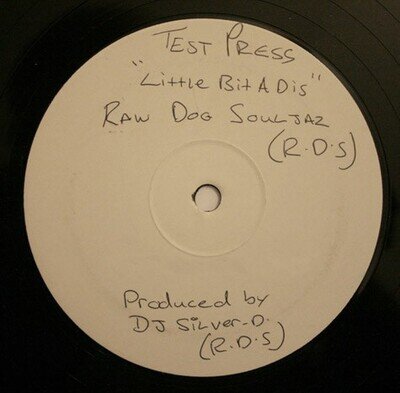 TEST PRESS
"Little Bit A Dis"
RAW DOG SOULJAZ
(R.D.S)
Produced by
DJ SilVER-D.
(R.D.S)